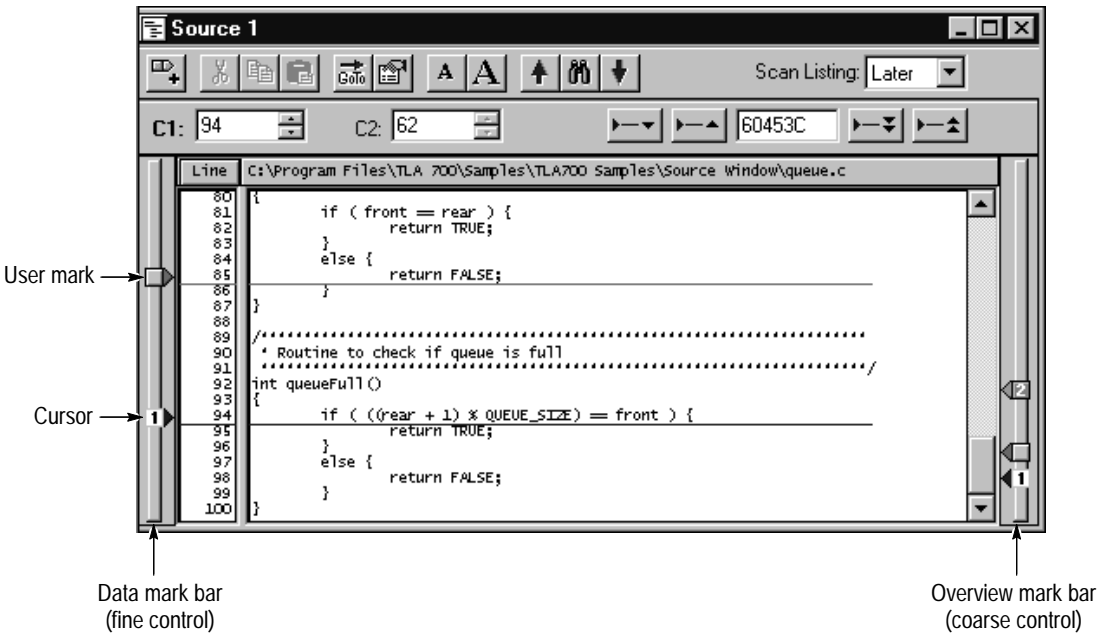 Source 1
Goto A A Scan Listing: Later
C1: 94 C2: 62 60453C
Line C:\Program Files\TLA 700\Samples\TLA700 Samples\Source Window\queue.c
80 {
81 if ( front == rear ) {
82 return TRUE;
83 }
84 else {
User mark 85 return FALSE;
86 }
87 }
88
89 /**********************************************************************
90 * Routine to check if queue is full
91 **********************************************************************/
92 int queueFull()
93 { 2
Cursor 1 94 if ( ((rear + 1) % QUEUE_SIZE) == front ) {
95 return TRUE;
96 }
97 else {
98 return FALSE; 1
99 }
100 }
Data mark bar
(fine control)
Overview mark bar
(coarse control)